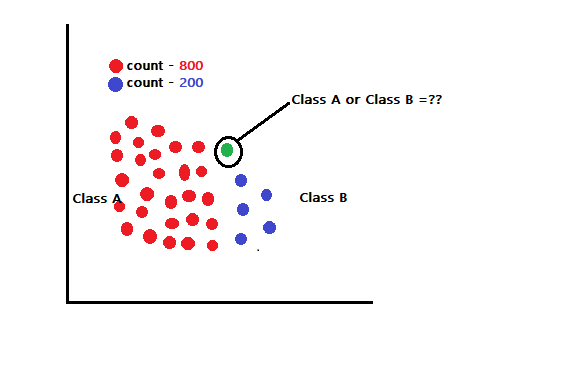 count - 800
count - 200
Class A or Class B =??
Class A
Class B